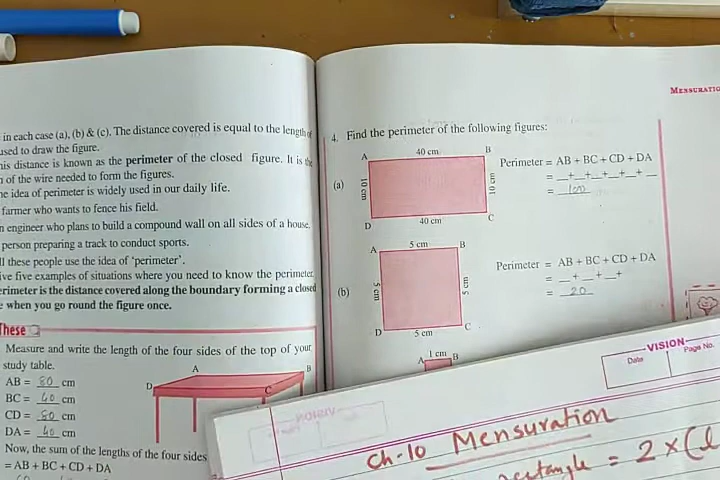 in each case (a), (b) & (c). The distance covered is equal to the length of
used to draw the figure.
his distance is known as the perimeter of the closed figure. It is the
of the wire needed to form the figures.
he idea of perimeter is widely used in our daily life.
farmer who wants to fence his field.
n engineer who plans to build a compound wall on all sides of a house.
person preparing a track to conduct sports.
ll these people use the idea of 'perimeter'.
ive five examples of situations where you need to know the perimeter.
erimeter is the distance covered along the boundary forming a closed
e when you go round the figure once.
These
Measure and write the length of the four sides of the top of your
study table.
AB = 80 cm
BC = 60 cm
CD = 80 cm
DA = 60 cm
A
B
C
D
Now, the sum of the lengths of the four sides
= AB + BC + CD + DA
MENSURATIO
4. Find the perimeter of the following figures:
(a)
A 40 cm B
10 cm
10 cm
D 40 cm C
Perimeter = AB + BC + CD + DA
= _+_+_+_+_+_
= 100
(b)
A 5 cm B
5 cm
5 cm
D 5 cm C
Perimeter = AB + BC + CD + DA
= _+_+_+
= 20
A 1 cm B
VISION
Date
Page No.
Ch-10 Mensuration
ectangle = 2×(l